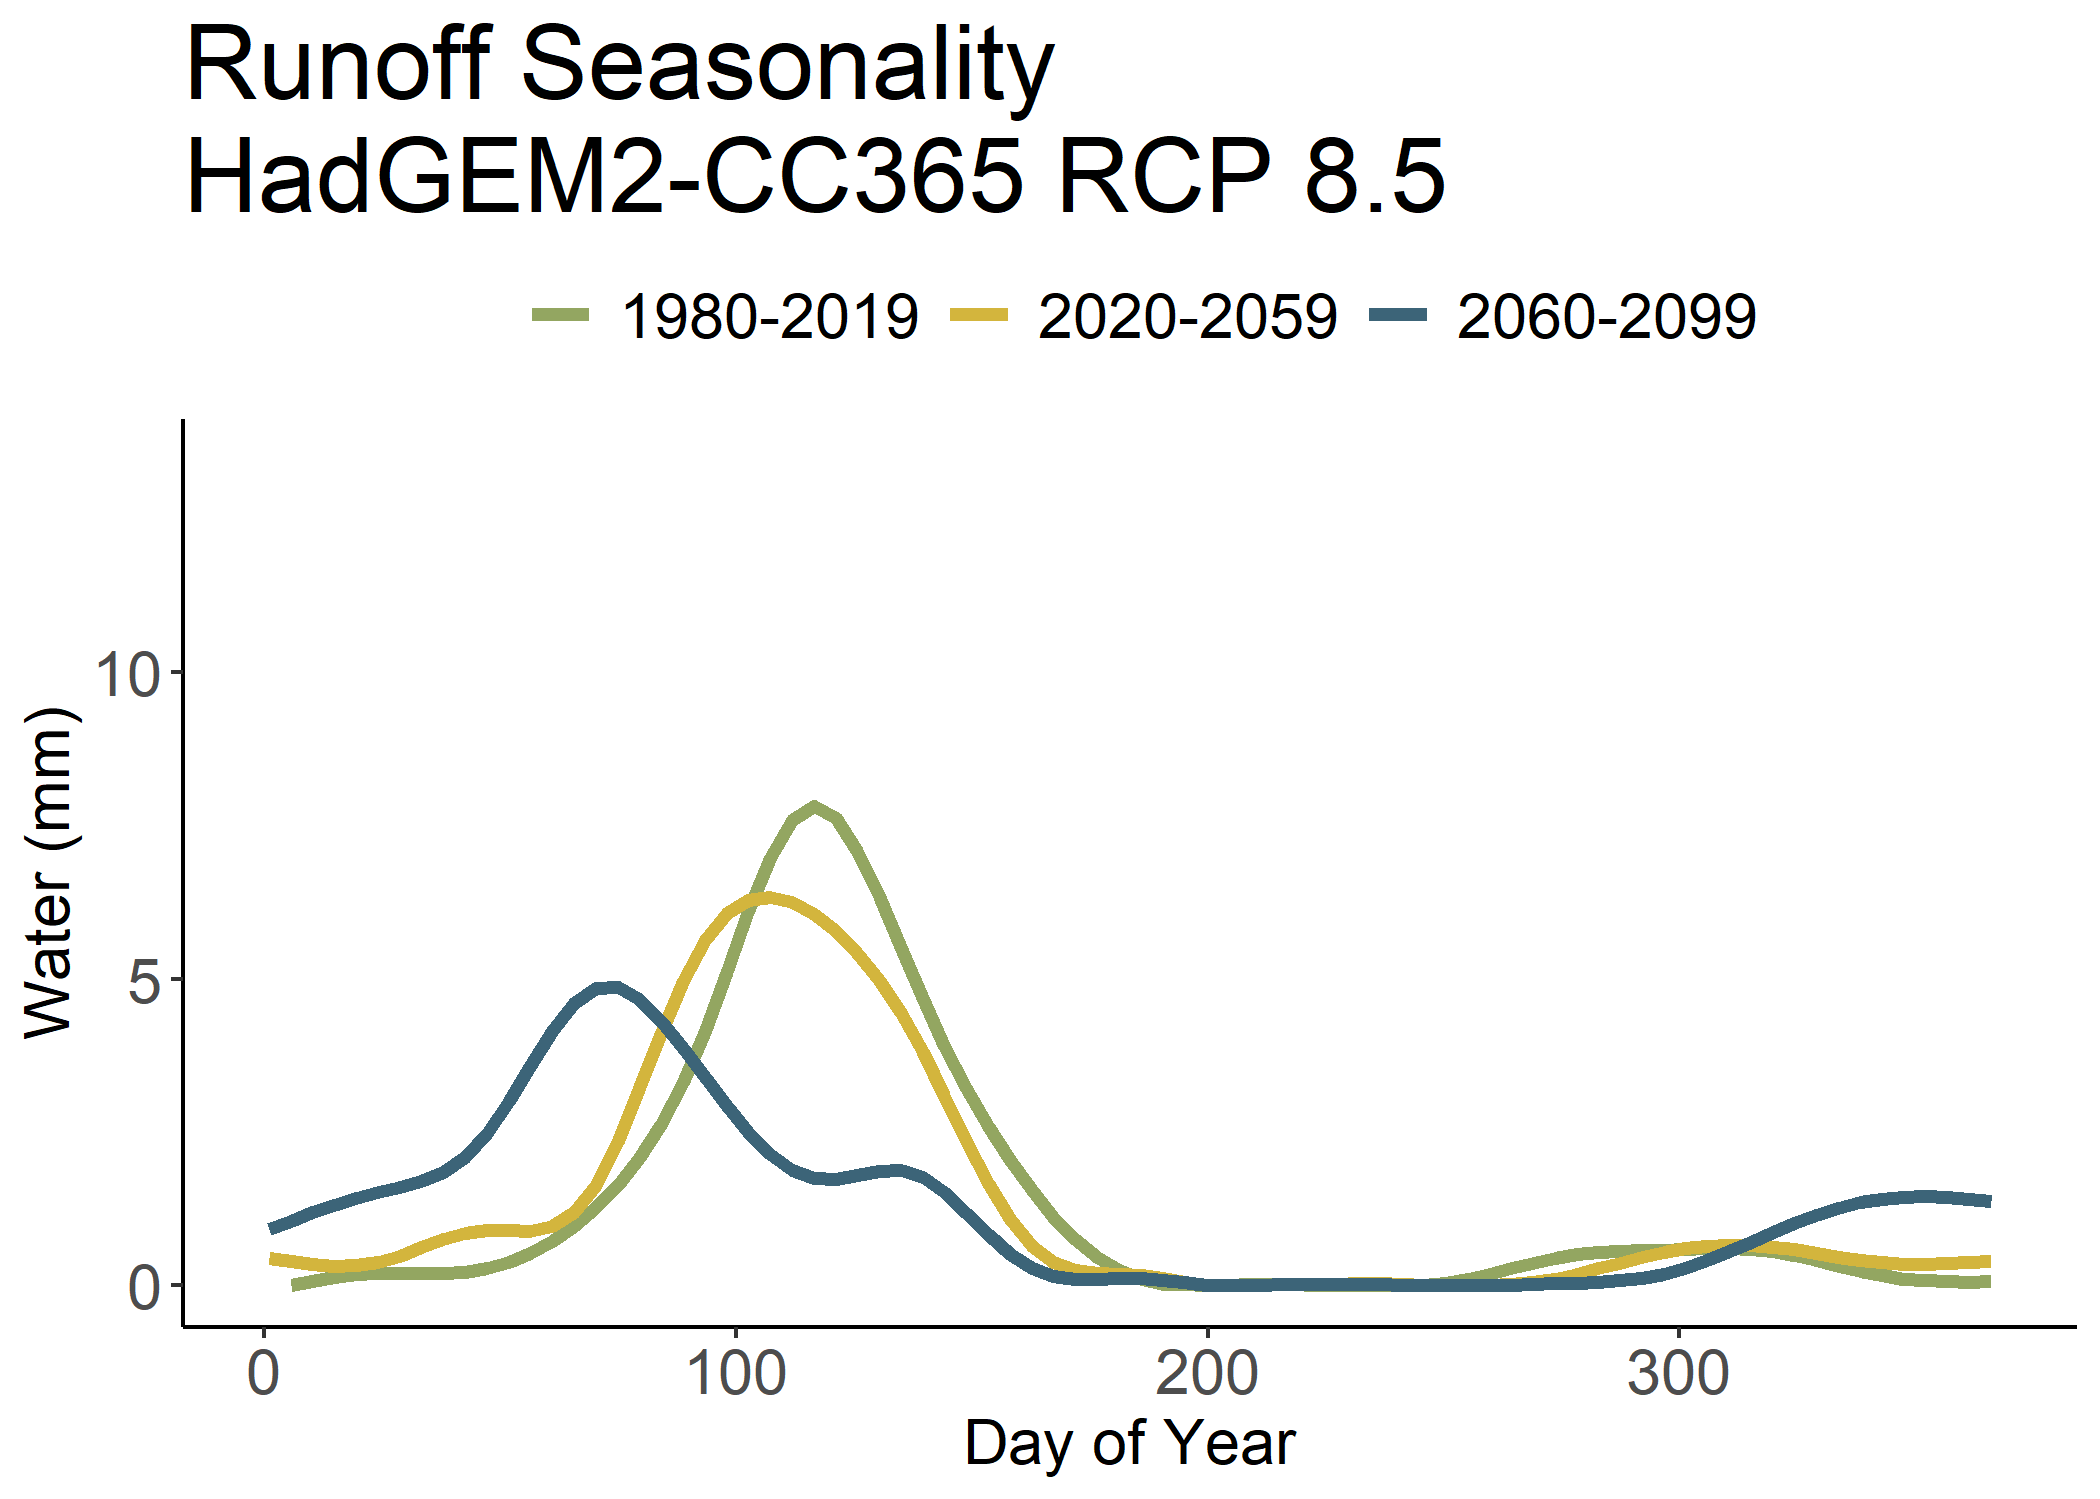 Runoff Seasonality
HadGEM2-CC365 RCP 8.5
1980-2019 2020-2059 2060-2099
Water (mm)
10
5
0
0 100 200 300
Day of Year